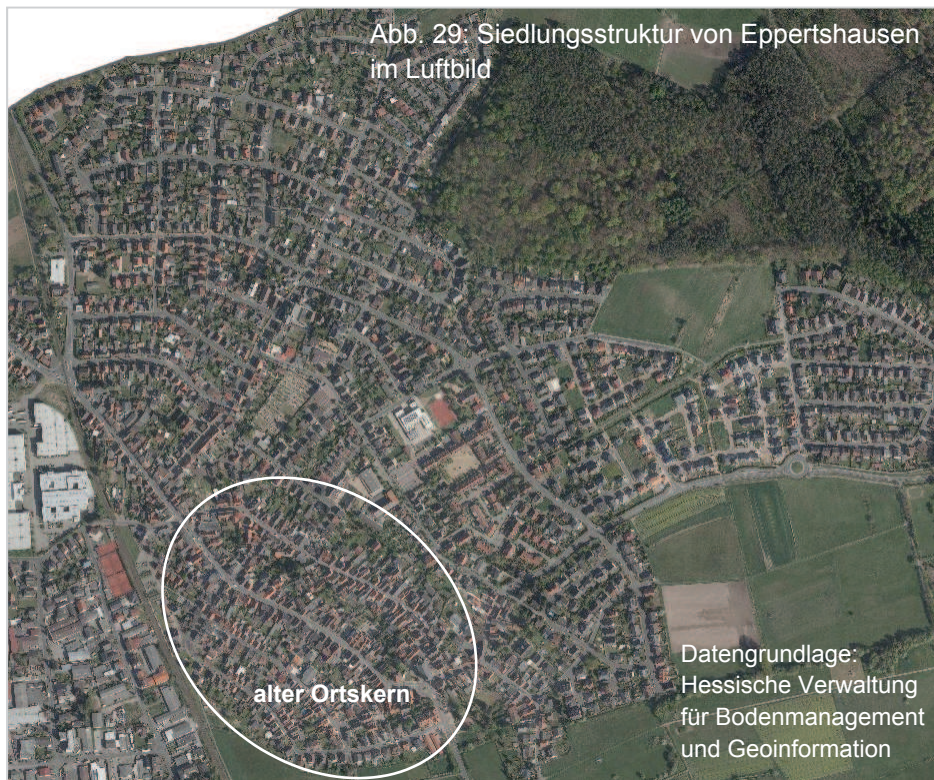 Abb. 29: Siedlungsstruktur von Eppertshausen
im Luftbild
alter Ortskern
Datengrundlage:
Hessische Verwaltung
für Bodenmanagement
und Geoinformation